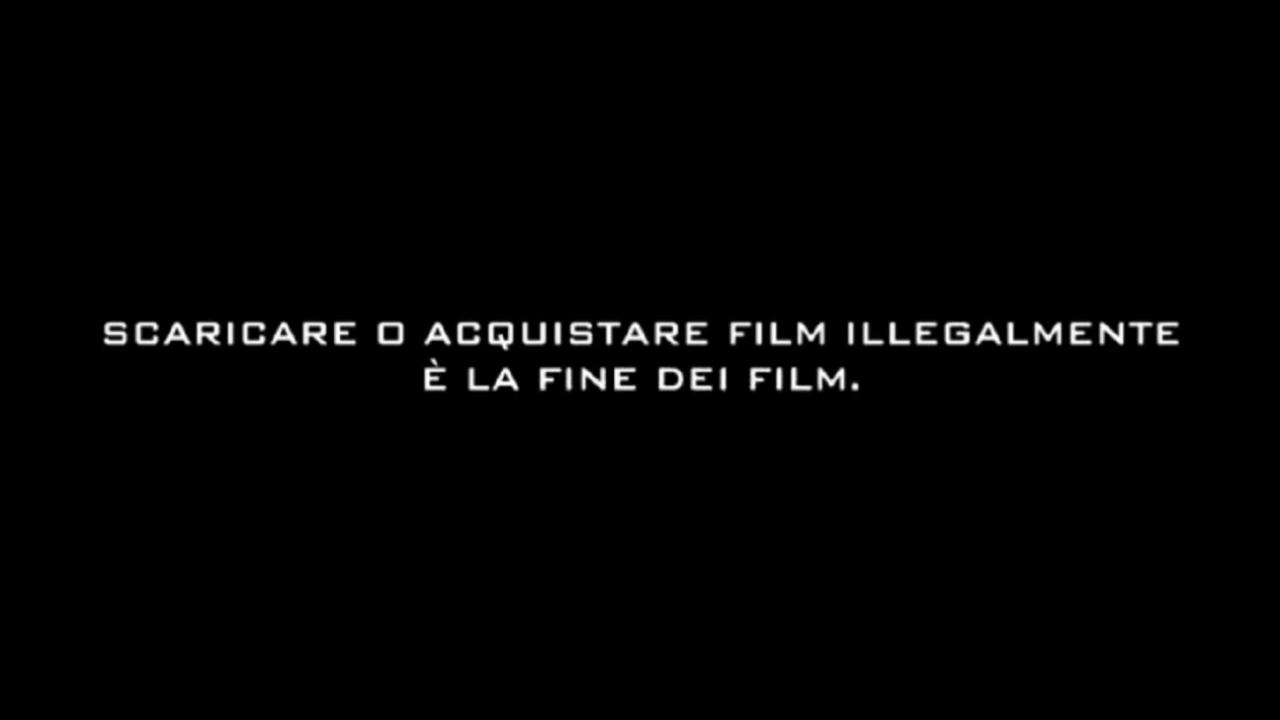 SCARICARE O ACQUISTARE FILM ILLEGALMENTE
È LA FINE DEI FILM.